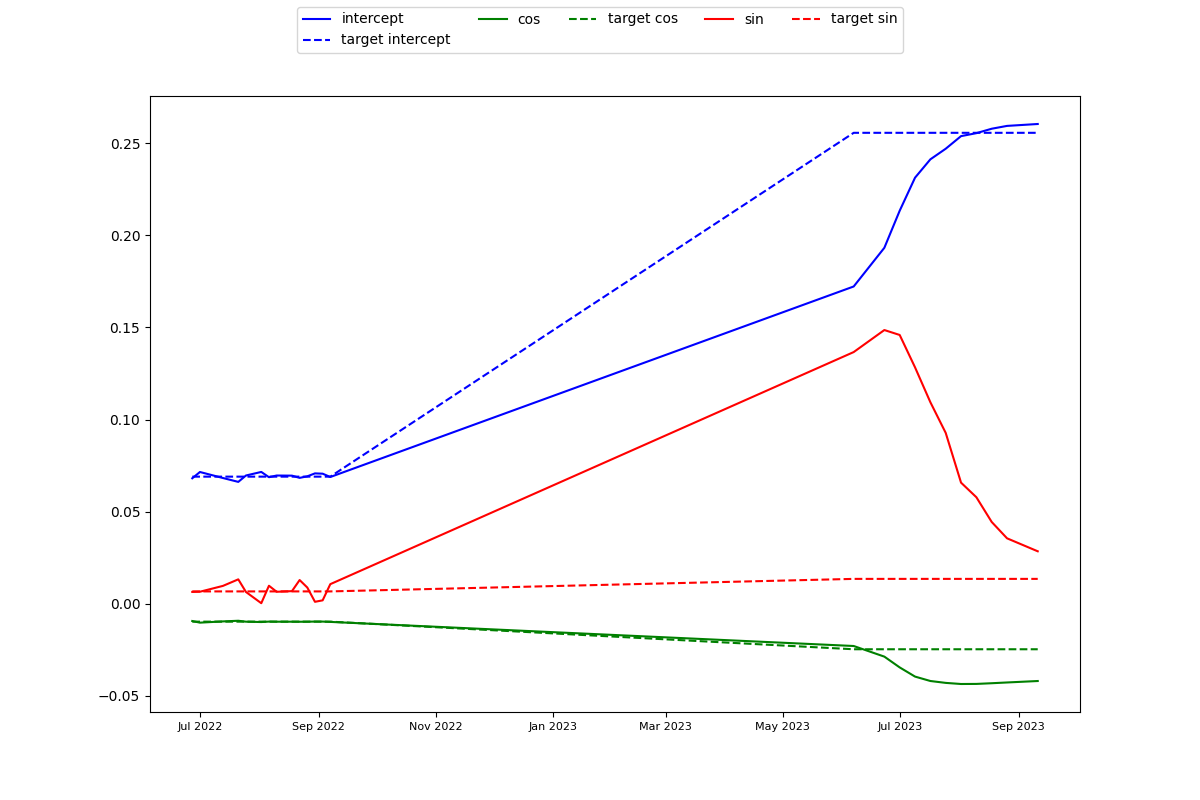 intercept cos target cos sin target sin
target intercept
0.25
0.20
0.15
0.10
0.05
0.00
−0.05
Jul 2022 Sep 2022 Nov 2022 Jan 2023 Mar 2023 May 2023 Jul 2023 Sep 2023